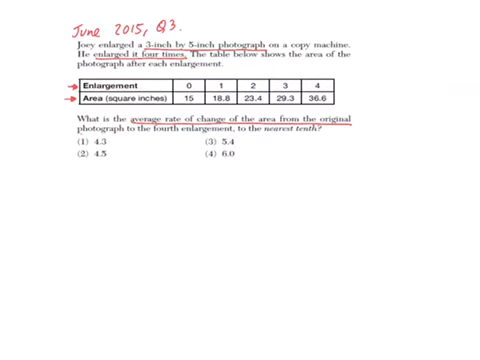 June 2015, Q3.
Joey enlarged a 3-inch by 5-inch photograph on a copy machine.
He enlarged it four times. The table below shows the area of the
photograph after each enlargement.
Enlargement 0 1 2 3 4
Area (square inches) 15 18.8 23.4 29.3 36.6
What is the average rate of change of the area from the original
photograph to the fourth enlargement, to the nearest tenth?
(1) 4.3 (3) 5.4
(2) 4.5 (4) 6.0